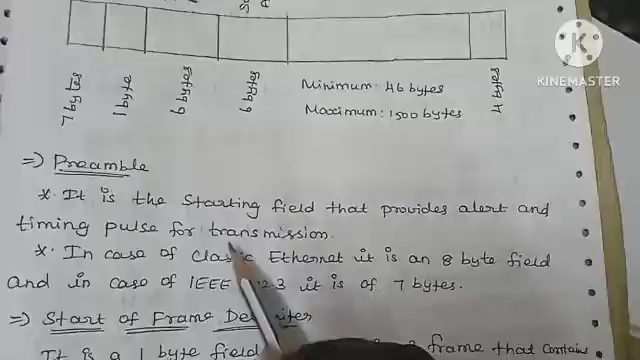 KINEMASTER
7 bytes
1 byte
6 bytes
6 bytes
4 bytes
Minimum: 46 bytes
Maximum: 1500 bytes
=> Preamble
*. It is the starting field that provides alert and
timing pulse for transmission.
*. In case of Classic Ethernet it is an 8 byte field
and in case of IEEE 2.3 it is of 7 bytes.
=> Start of Frame
It is a 1 byte field frame that contains